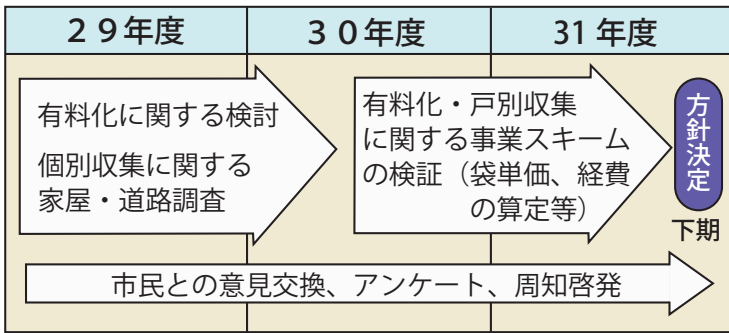 29年度
30年度
31年度
有料化に関する検討
個別収集に関する
家屋・道路調査
有料化・戸別収集
に関する事業スキーム
の検証（袋単価、経費
の算定等）
方針決定
下期
市民との意見交換、アンケート、周知啓発